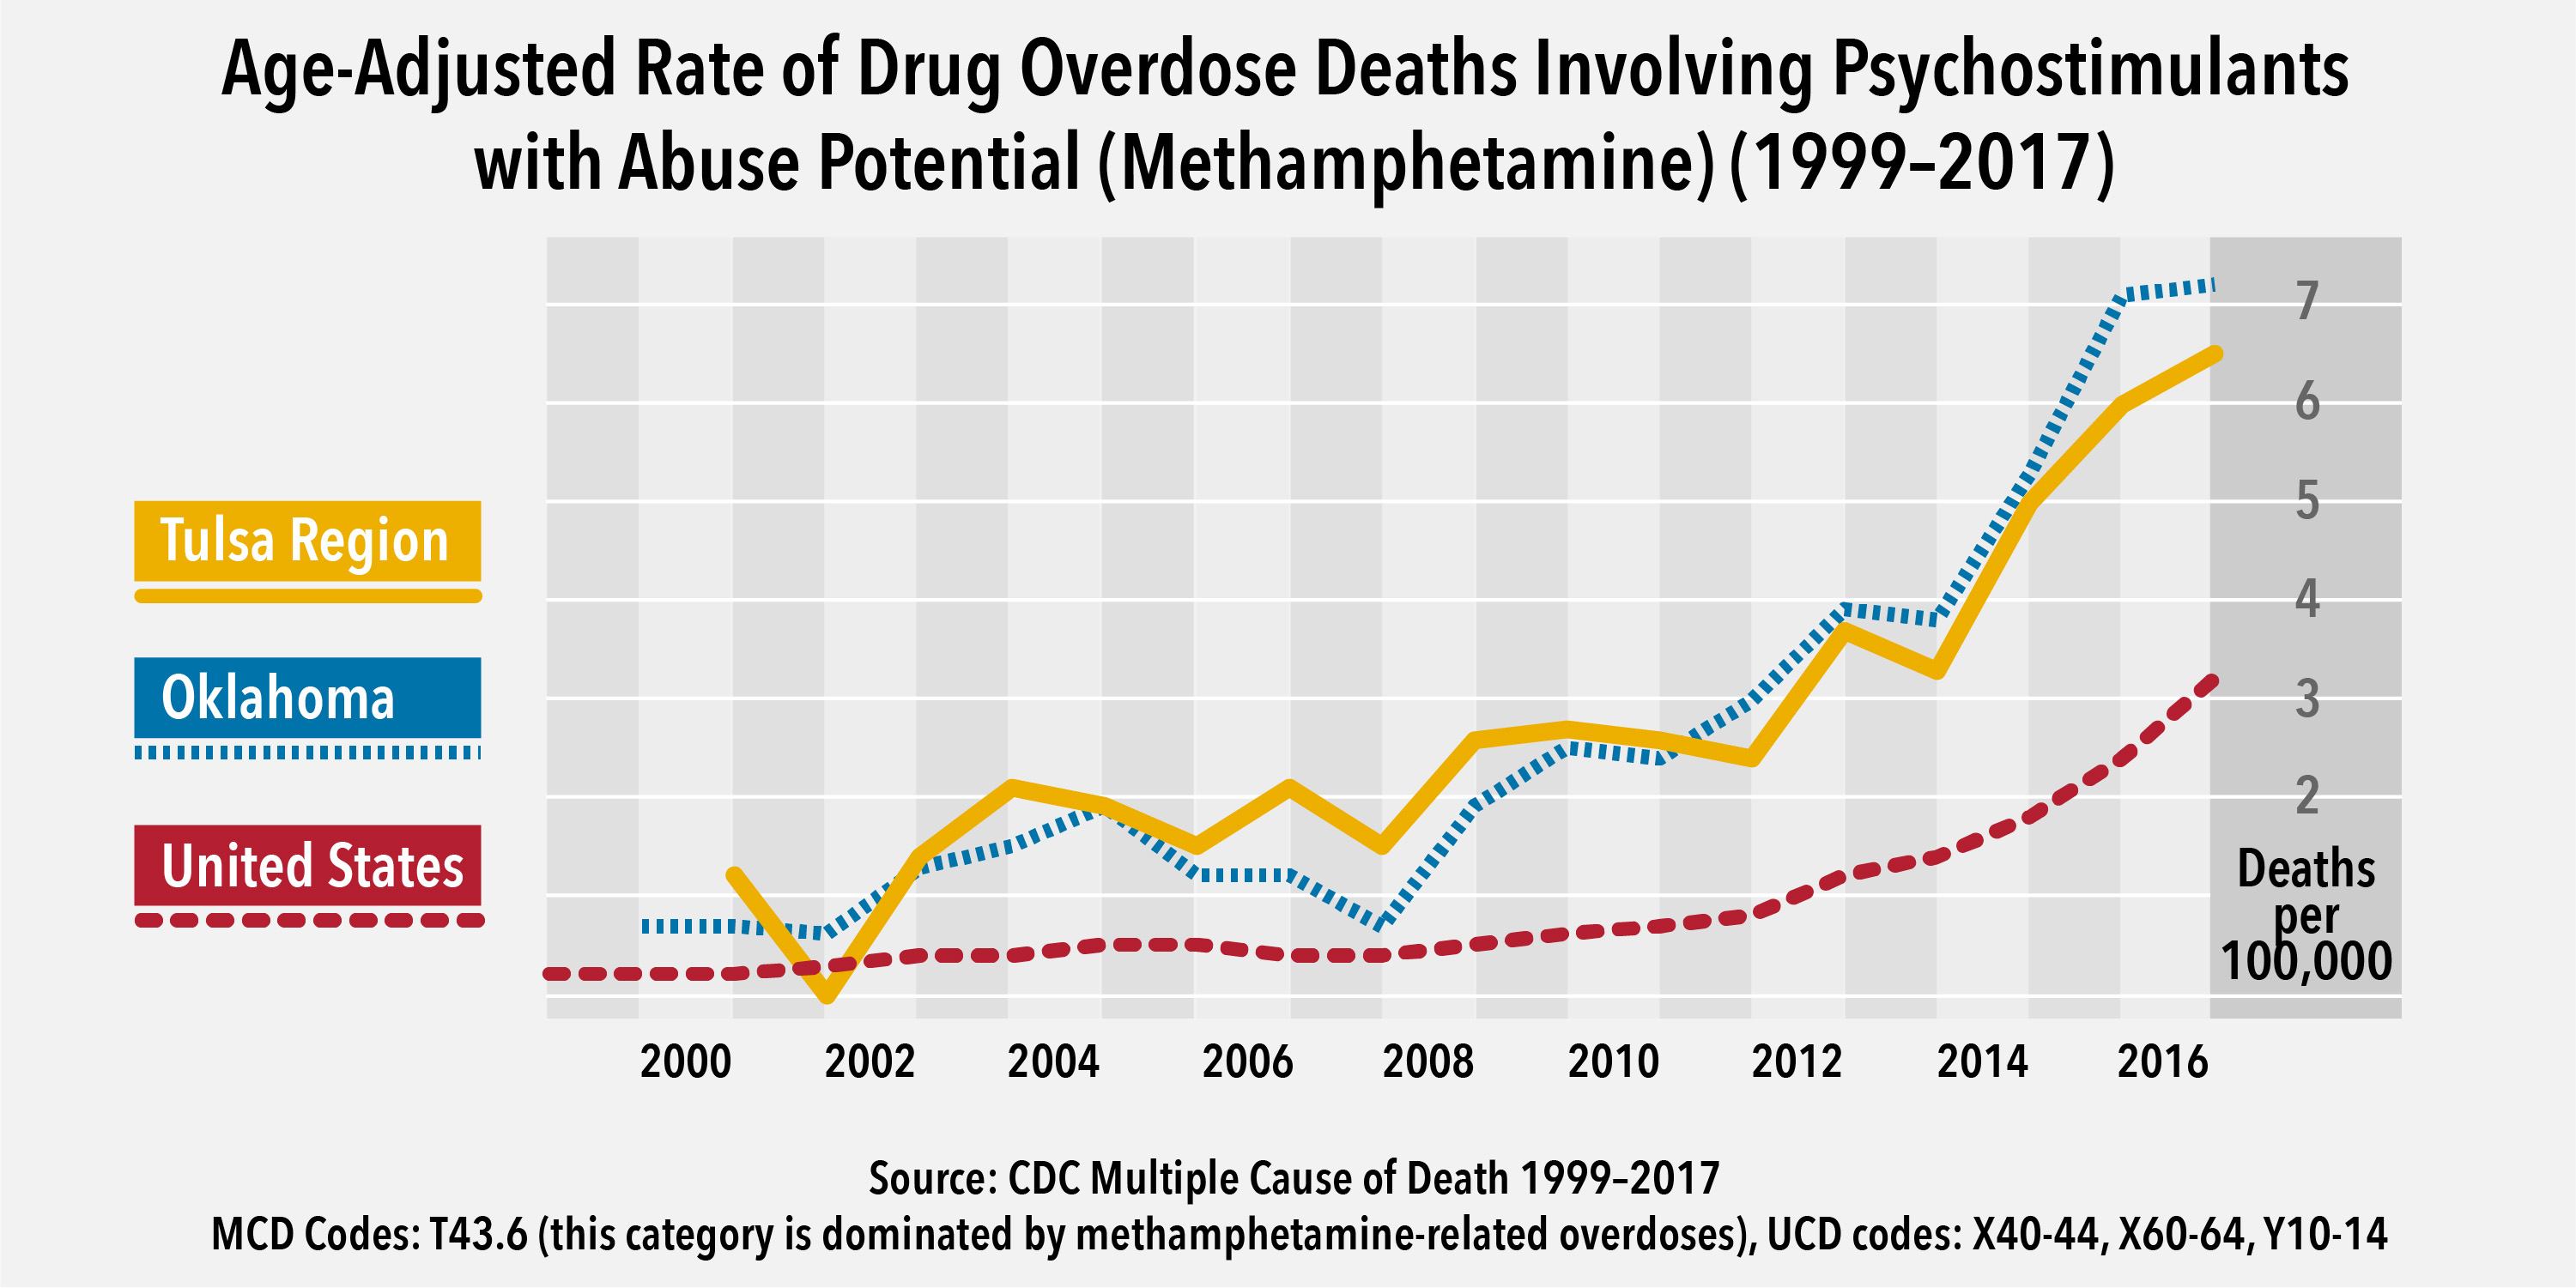 Age-Adjusted Rate of Drug Overdose Deaths Involving Psychostimulants
with Abuse Potential (Methamphetamine) (1999–2017)
Tulsa Region
Oklahoma
United States
7
6
5
4
3
2
Deaths
per
100,000
2000 2002 2004 2006 2008 2010 2012 2014 2016
Source: CDC Multiple Cause of Death 1999–2017
MCD Codes: T43.6 (this category is dominated by methamphetamine-related overdoses), UCD codes: X40-44, X60-64, Y10-14